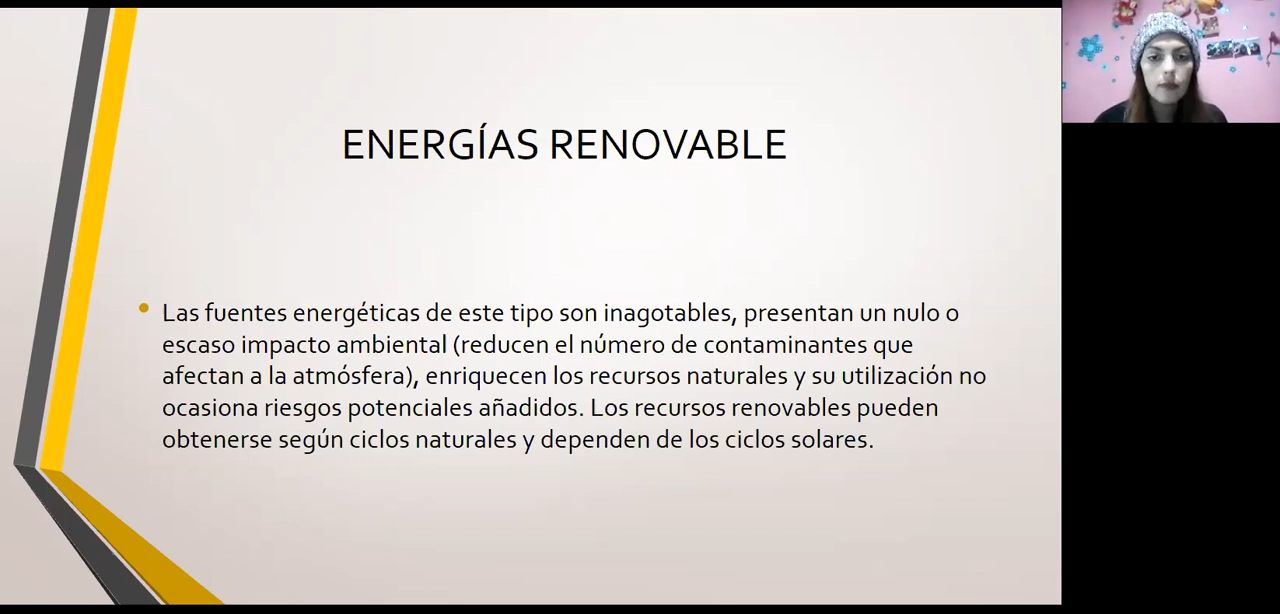 ENERGÍAS RENOVABLE
Las fuentes energéticas de este tipo son inagotables, presentan un nulo o
escaso impacto ambiental (reducen el número de contaminantes que
afectan a la atmósfera), enriquecen los recursos naturales y su utilización no
ocasiona riesgos potenciales añadidos. Los recursos renovables pueden
obtenerse según ciclos naturales y dependen de los ciclos solares.